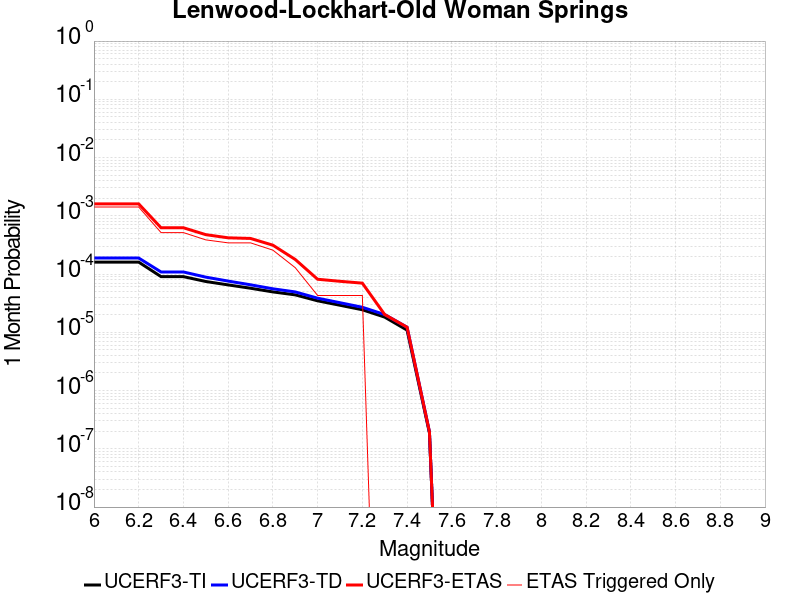 Lenwood-Lockhart-Old Woman Springs
10^0
10^-1
10^-2
10^-3
10^-4
10^-5
10^-6
10^-7
10^-8
1 Month Probability
6 6.2 6.4 6.6 6.8 7 7.2 7.4 7.6 7.8 8 8.2 8.4 8.6 8.8 9
Magnitude
UCERF3-TI UCERF3-TD UCERF3-ETAS ETAS Triggered Only